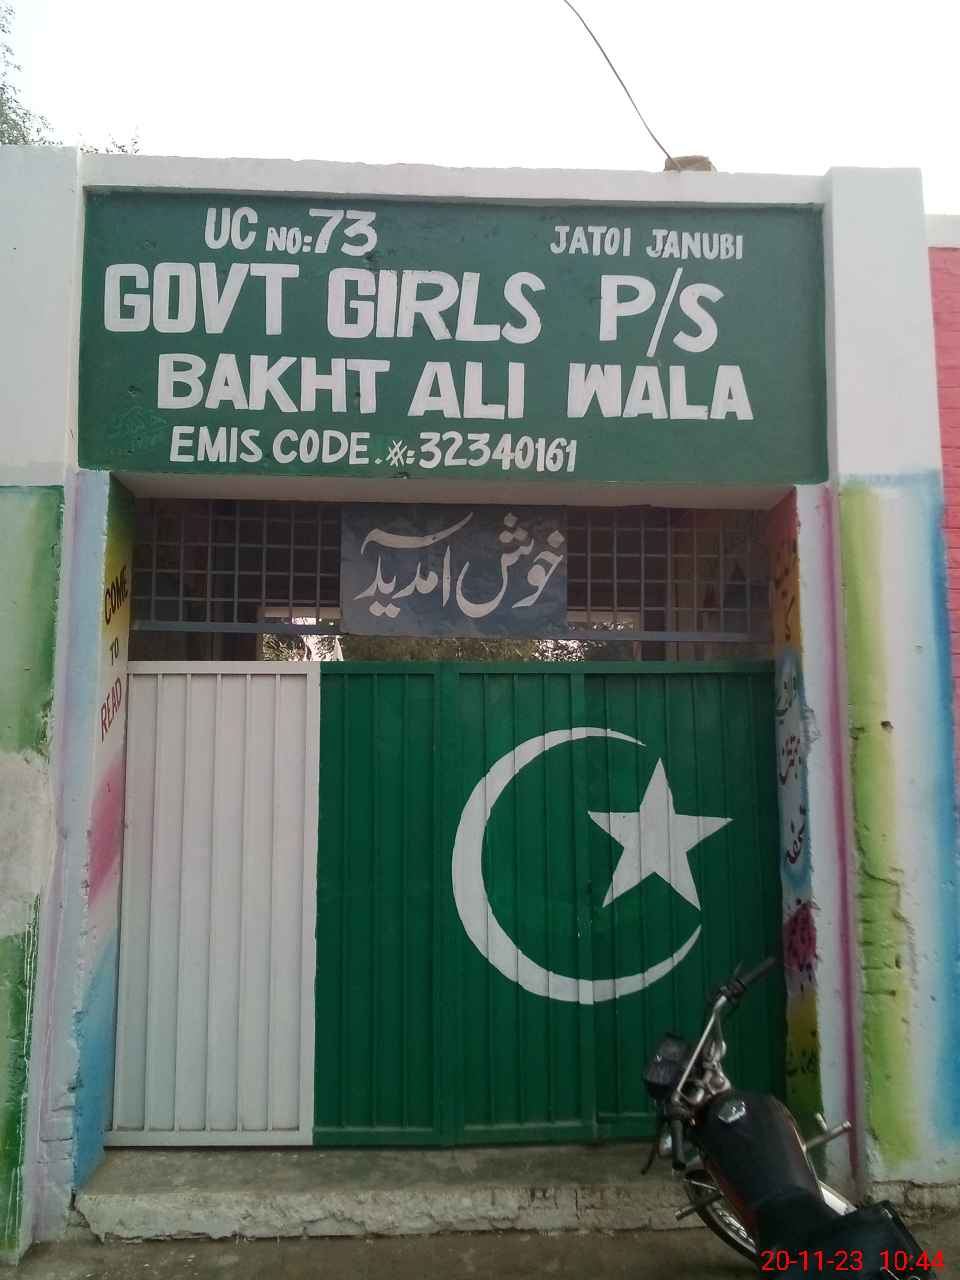 UC NO:73 JATOI JANUBI
GOVT GIRLS P/S
BAKHT ALI WALA
EMIS CODE.#:32340161
خوش آمدید
COME
TO
READ
20-11-23 10:44